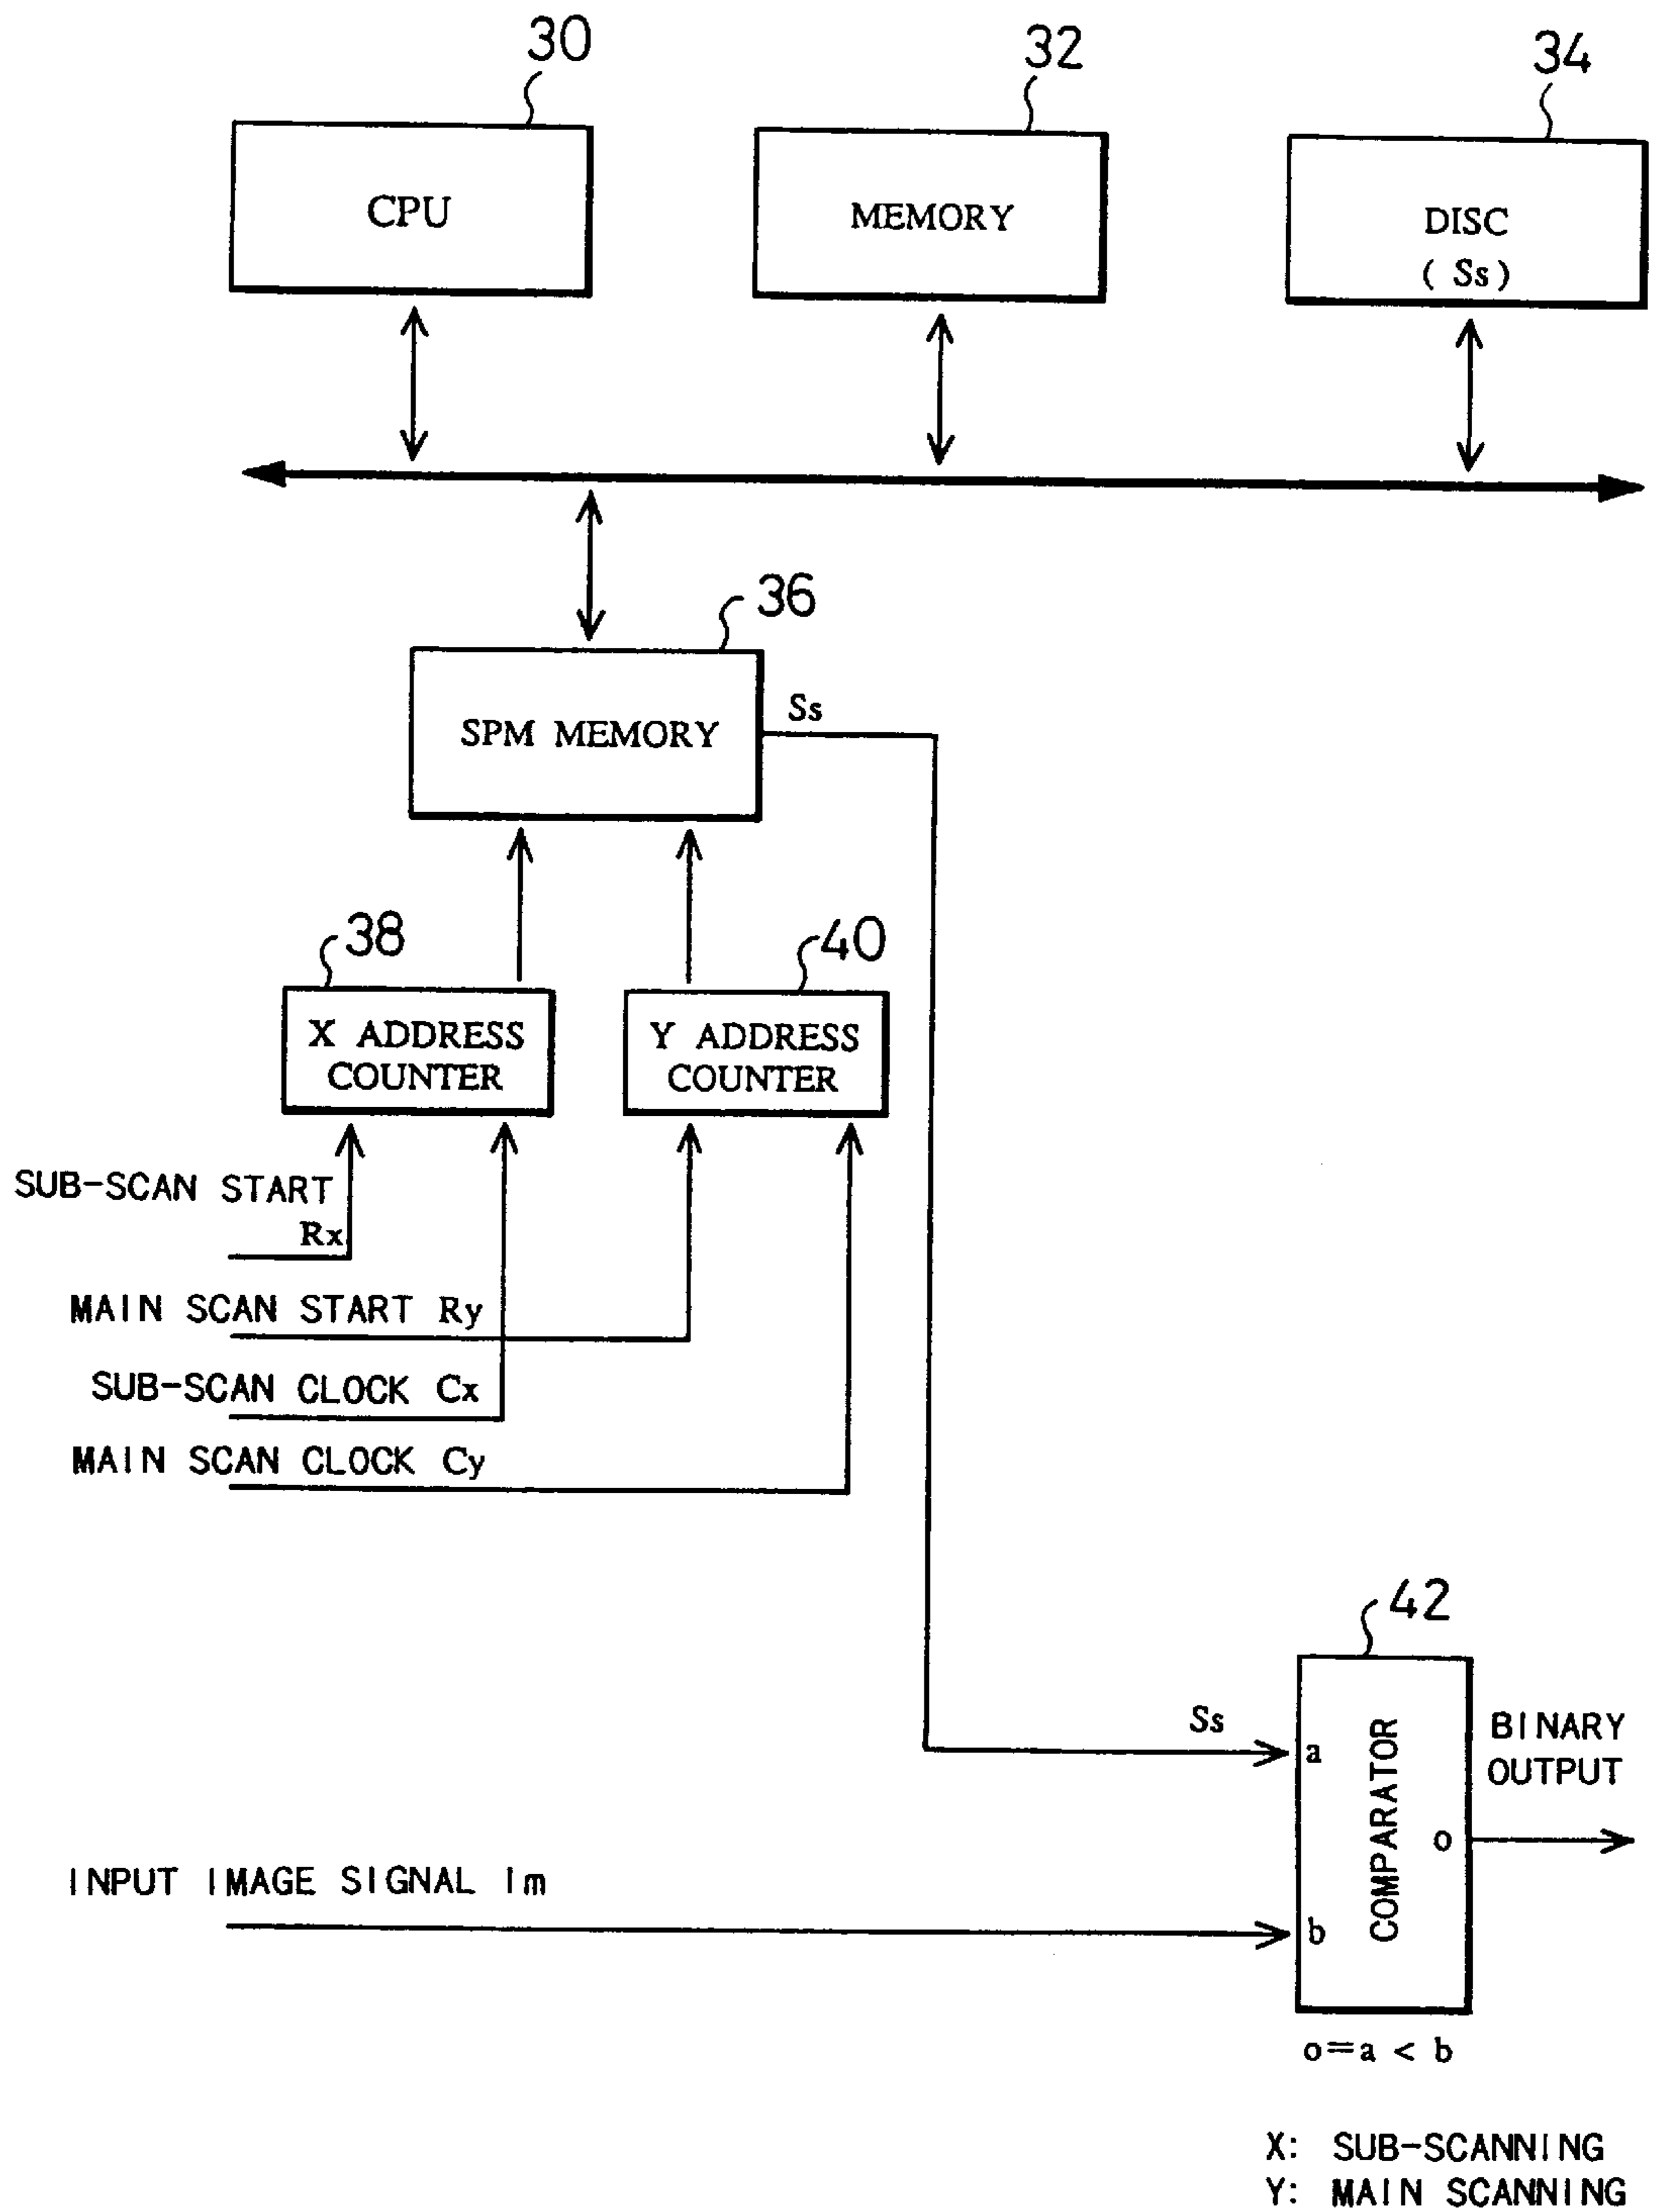 30
32
34
CPU
MEMORY
DISC
( Ss )
36
SPM MEMORY
Ss
38
40
X ADDRESS
COUNTER
Y ADDRESS
COUNTER
SUB-SCAN START
Rx
MAIN SCAN START Ry
SUB-SCAN CLOCK Cx
MAIN SCAN CLOCK Cy
42
Ss
a
COMPARATOR
BINARY
OUTPUT
o
INPUT IMAGE SIGNAL Im
b
o=a < b
X: SUB-SCANNING
Y: MAIN SCANNING